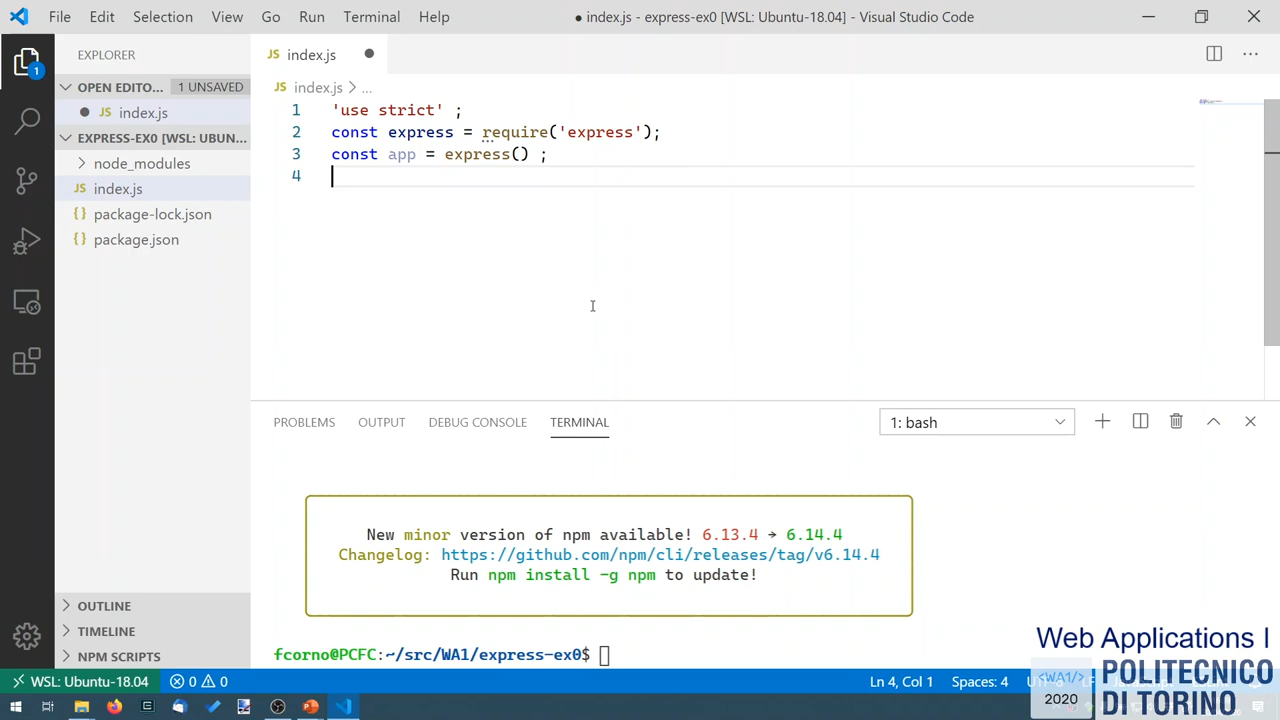 File Edit Selection View Go Run Terminal Help
● index.js - express-ex0 [WSL: Ubuntu-18.04] - Visual Studio Code
EXPLORER
OPEN EDITO... 1 UNSAVED
JS index.js
EXPRESS-EX0 [WSL: UBUN...
node_modules
JS index.js
{} package-lock.json
{} package.json
OUTLINE
TIMELINE
NPM SCRIPTS
1
JS index.js
JS index.js > ...
1 'use strict' ;
2 const express = require('express');
3 const app = express() ;
4
PROBLEMS OUTPUT DEBUG CONSOLE TERMINAL
1: bash
New minor version of npm available! 6.13.4 → 6.14.4
Changelog: https://github.com/npm/cli/releases/tag/v6.14.4
Run npm install -g npm to update!
fcorno@PCFC:~/src/WA1/express-ex0$
WSL: Ubuntu-18.04 0 0
Ln 4, Col 1 Spaces: 4
Web Applications I
<WA1/>
2020
POLITECNICO
DI TORINO